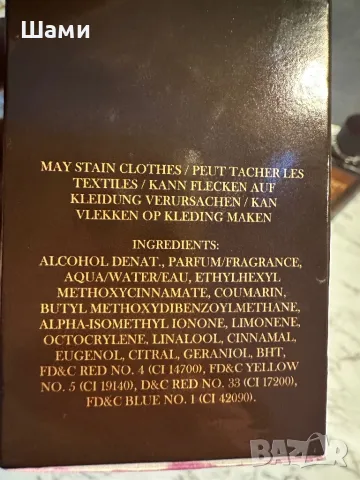 Шами
MAY STAIN CLOTHES / PEUT TACHER LES
TEXTILES / KANN FLECKEN AUF
KLEIDUNG VERURSACHEN / KAN
VLEKKEN OP KLEDING MAKEN
INGREDIENTS:
ALCOHOL DENAT., PARFUM/FRAGRANCE,
AQUA/WATER/EAU, ETHYLHEXYL
METHOXYCINNAMATE, COUMARIN,
BUTYL METHOXYDIBENZOYLMETHANE,
ALPHA-ISOMETHYL IONONE, LIMONENE,
OCTOCRYLENE, LINALOOL, CINNAMAL,
EUGENOL, CITRAL, GERANIOL, BHT,
FD&C RED NO. 4 (CI 14700), FD&C YELLOW
NO. 5 (CI 19140), D&C RED NO. 33 (CI 17200),
FD&C BLUE NO. 1 (CI 42090).
BAZAR
bg